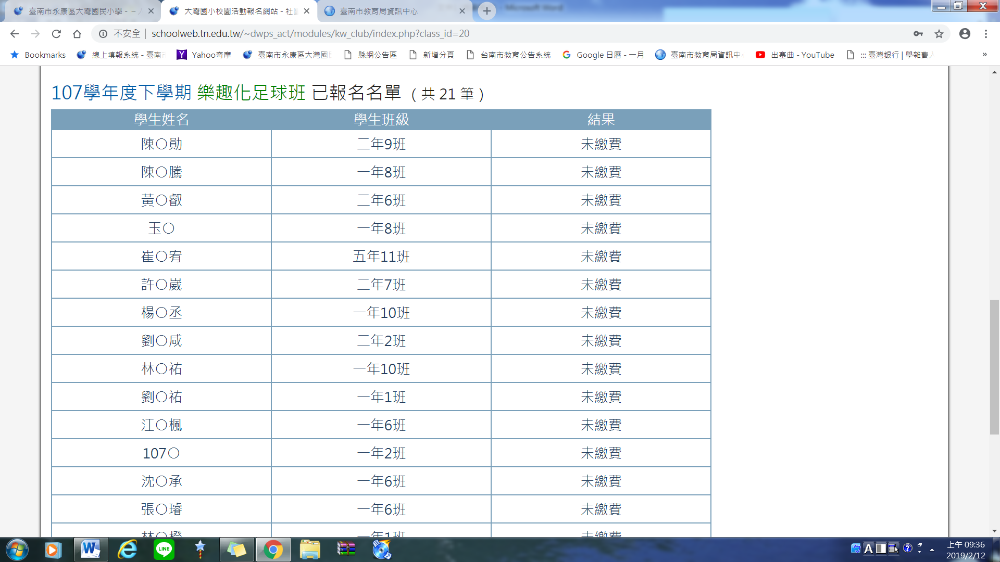 臺南市永康區大灣國民小學 - ~
大灣國小校園活動報名網站 - 社
臺南市教育局資訊中心
不安全 | schoolweb.tn.edu.tw/~dwps_act/modules/kw_club/index.php?class_id=20
Bookmarks 線上填報系統 - 臺南 Yahoo奇摩 臺南市永康區大灣國 縣網公告區 新增分頁 台南市教育公告系統 Google 日曆 - 一月 臺南市教育局資訊中 出塞曲 - YouTube ::: 臺灣銀行 | 學雜費 »
107學年度下學期 樂趣化足球班 已報名名單 ( 共 21 筆 )
學生姓名 學生班級 結果
陳〇勛 二年9班 未繳費
陳〇騰 一年8班 未繳費
黃〇叡 二年6班 未繳費
玉〇 一年8班 未繳費
崔〇宥 五年11班 未繳費
許〇崴 二年7班 未繳費
楊〇丞 一年10班 未繳費
劉〇咸 二年2班 未繳費
林〇祐 一年10班 未繳費
劉〇祐 一年1班 未繳費
江〇楓 一年6班 未繳費
107〇 一年2班 未繳費
沈〇承 一年6班 未繳費
張〇璿 一年6班 未繳費
林〇橙 一年1班 未繳費
LINE
A
上午 09:36
2019/2/12